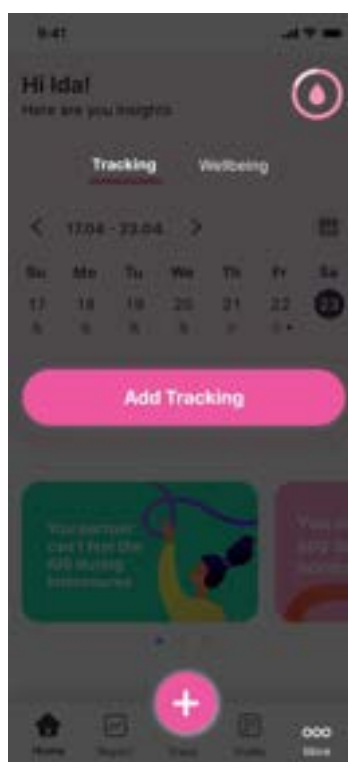 9:41
Hi Ida!
Here are you insights
Tracking Wellbeing
17.04 - 23.04
Su Mo Tu We Th Fr Sa
17 18 19 20 21 22 23
Add Tracking
Your partner
can't feel the
IUS during
intercourse
Home Report Track Guide More